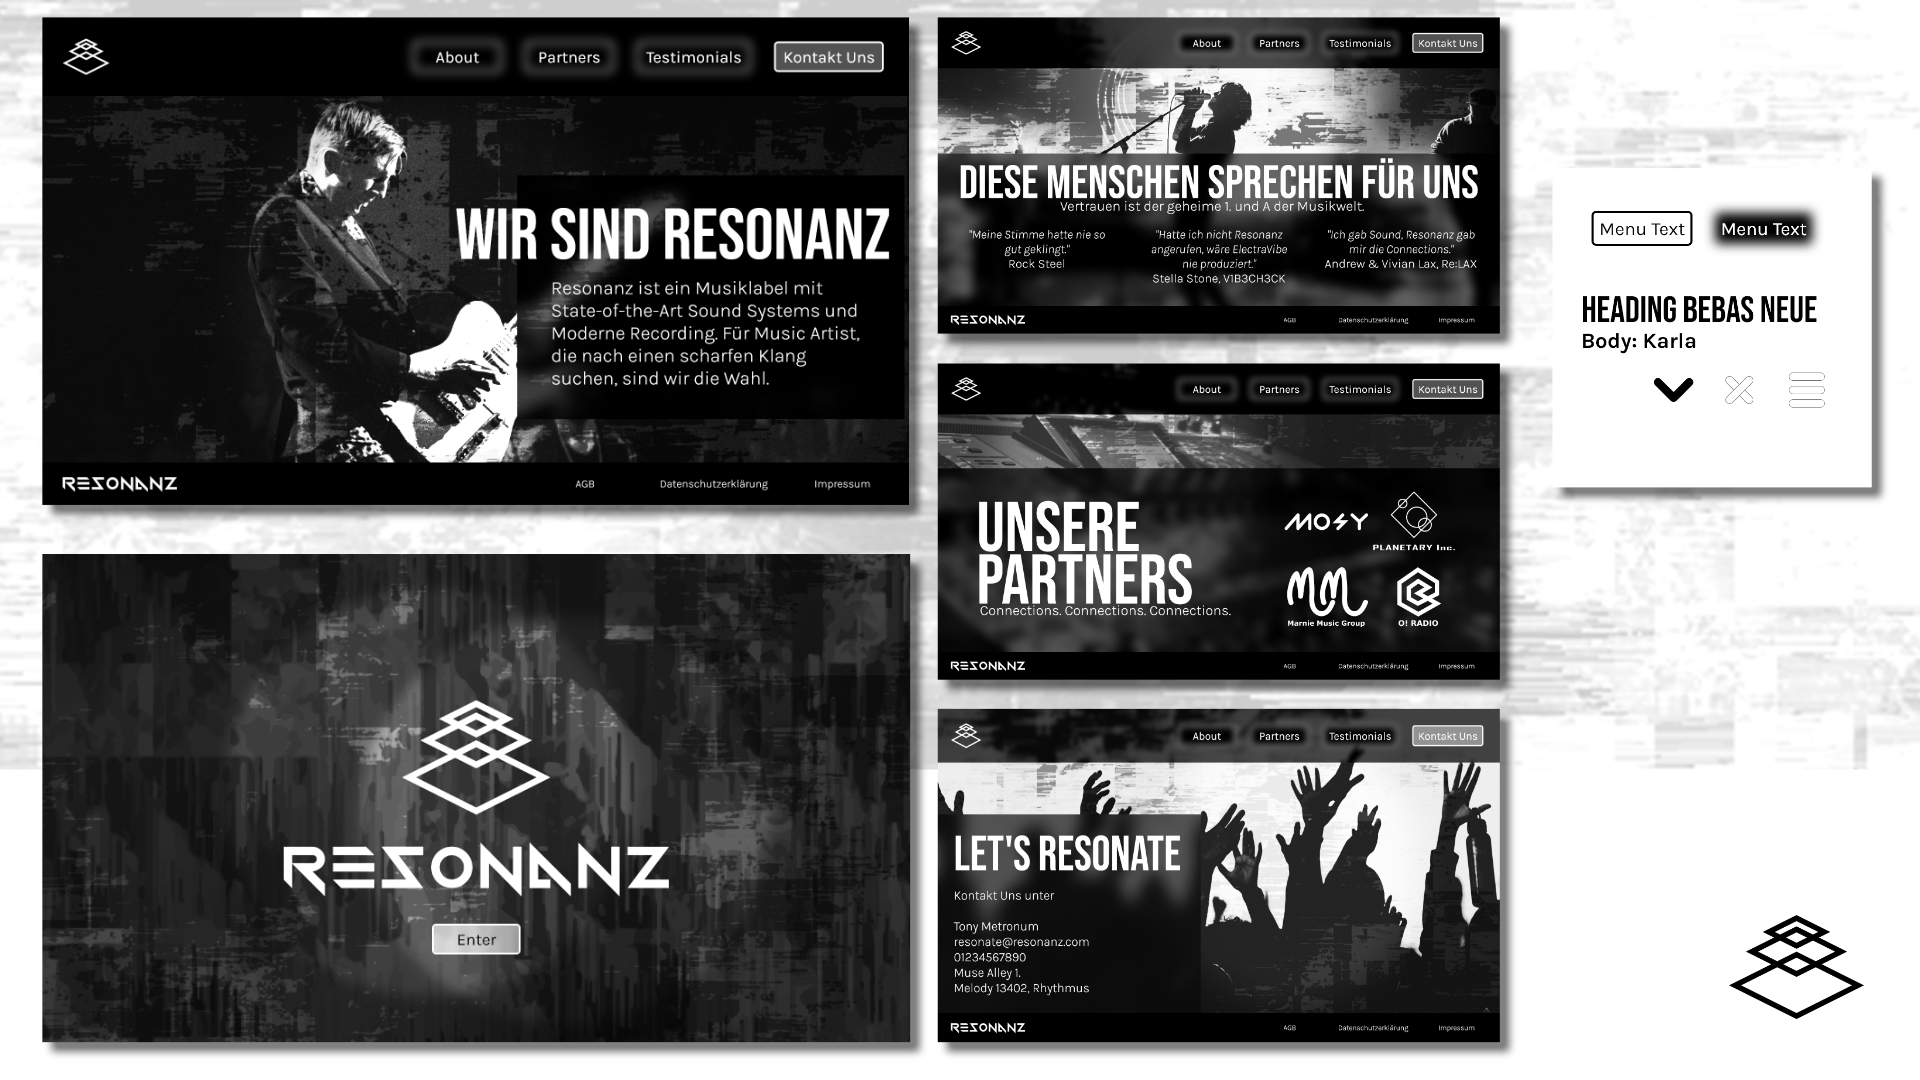 About Partners Testimonials Kontakt Uns
WIR SIND RESONANZ
Resonanz ist ein Musiklabel mit
State-of-the-Art Sound Systems und
Moderne Recording. Für Music Artist,
die nach einen scharfen Klang
suchen, sind wir die Wahl.
RESONANZ AGB Datenschutzerklärung Impressum
RESONANZ
Enter
About Partners Testimonials Kontakt Uns
DIESE MENSCHEN SPRECHEN FÜR UNS
Vertrauen ist der geheime 1. und A der Musikwelt.
"Meine Stimme hatte nie so
gut geklingt."
Rock Steel
"Hatte ich nicht Resonanz
angerufen, wäre ElectraVibe
nie produziert."
Stella Stone, V1B3CH3CK
"Ich gab Sound, Resonanz gab
mir die Connections."
Andrew & Vivian Lax, Re:LAX
RESONANZ AGB Datenschutzerklärung Impressum
About Partners Testimonials Kontakt Uns
UNSERE
PARTNERS
Connections. Connections. Connections.
MOSY
PLANETARY Inc.
Marnie Music Group
O! RADIO
RESONANZ AGB Datenschutzerklärung Impressum
About Partners Testimonials Kontakt Uns
LET'S RESONATE
Kontakt Uns unter
Tony Metronum
resonate@resonanz.com
01234567890
Muse Alley 1.
Melody 13402, Rhythmus
RESONANZ AGB Datenschutzerklärung Impressum
Menu Text Menu Text
HEADING BEBAS NEUE
Body: Karla